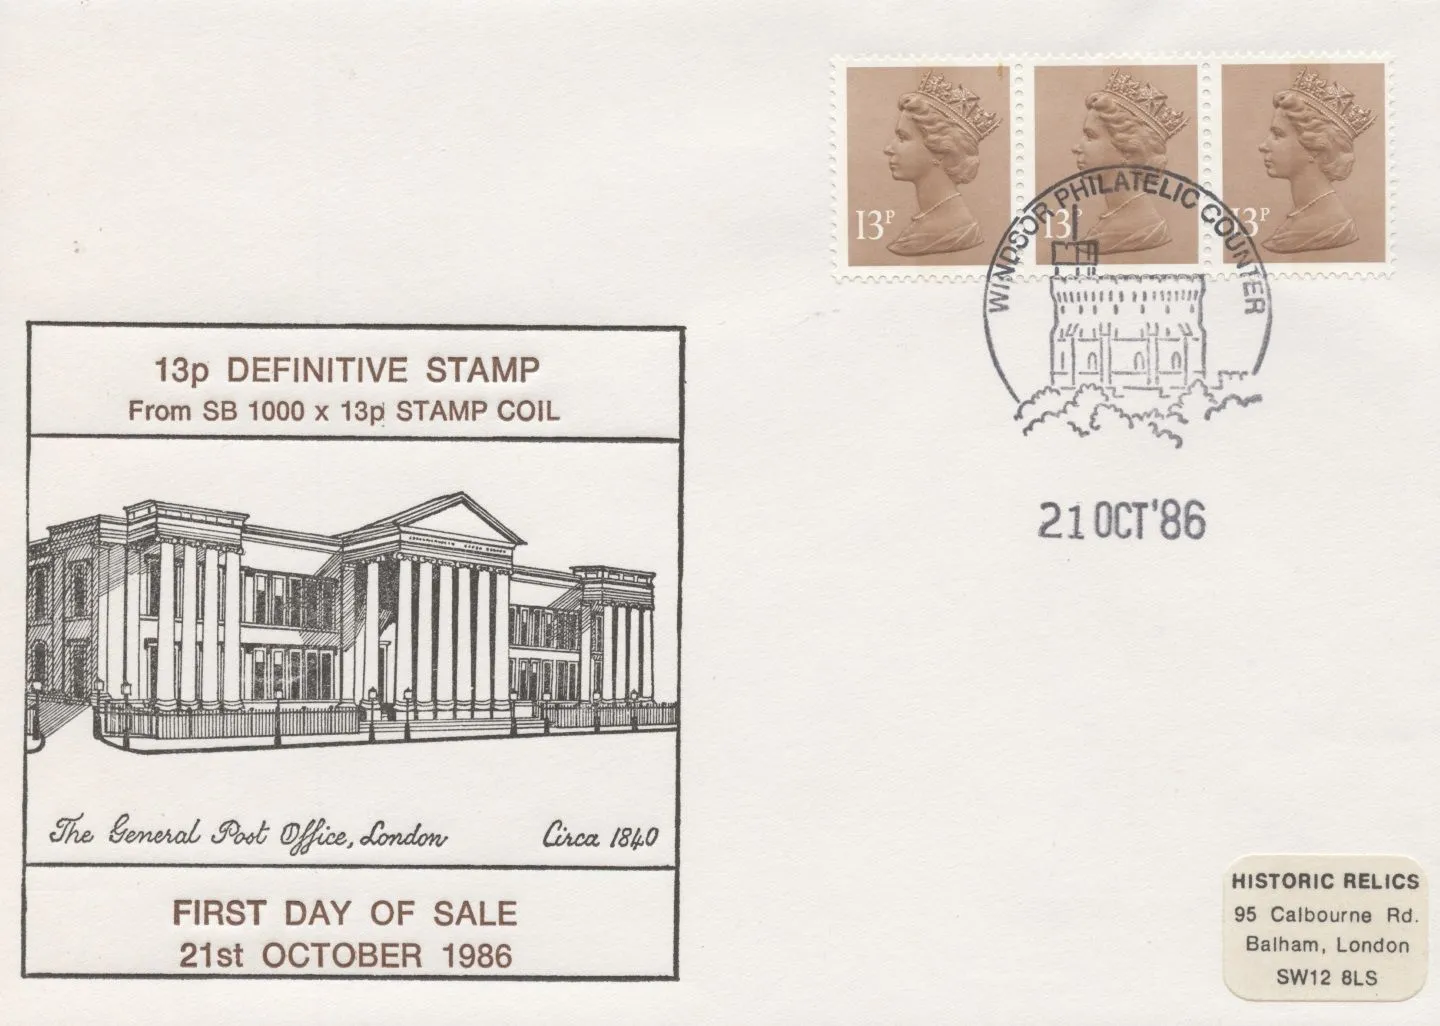 13P
13P
13P
WINDSOR PHILATELIC COUNTER
21 OCT'86
13p DEFINITIVE STAMP
From SB 1000 x 13p STAMP COIL
The General Post Office, London
Circa 1840
FIRST DAY OF SALE
21st OCTOBER 1986
HISTORIC RELICS
95 Calbourne Rd.
Balham, London
SW12 8LS